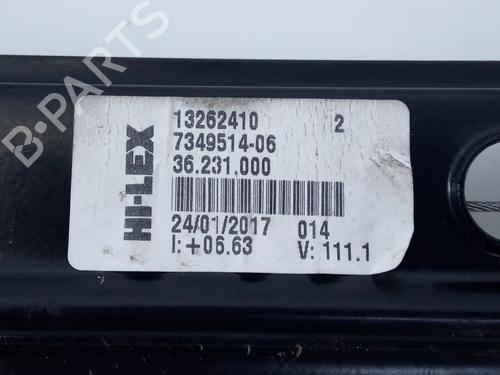 HI-LEX
13262410 2
7349514-06
36.231,000
24/01/2017 014
I:+06.63 V: 111.1
B-PARTS